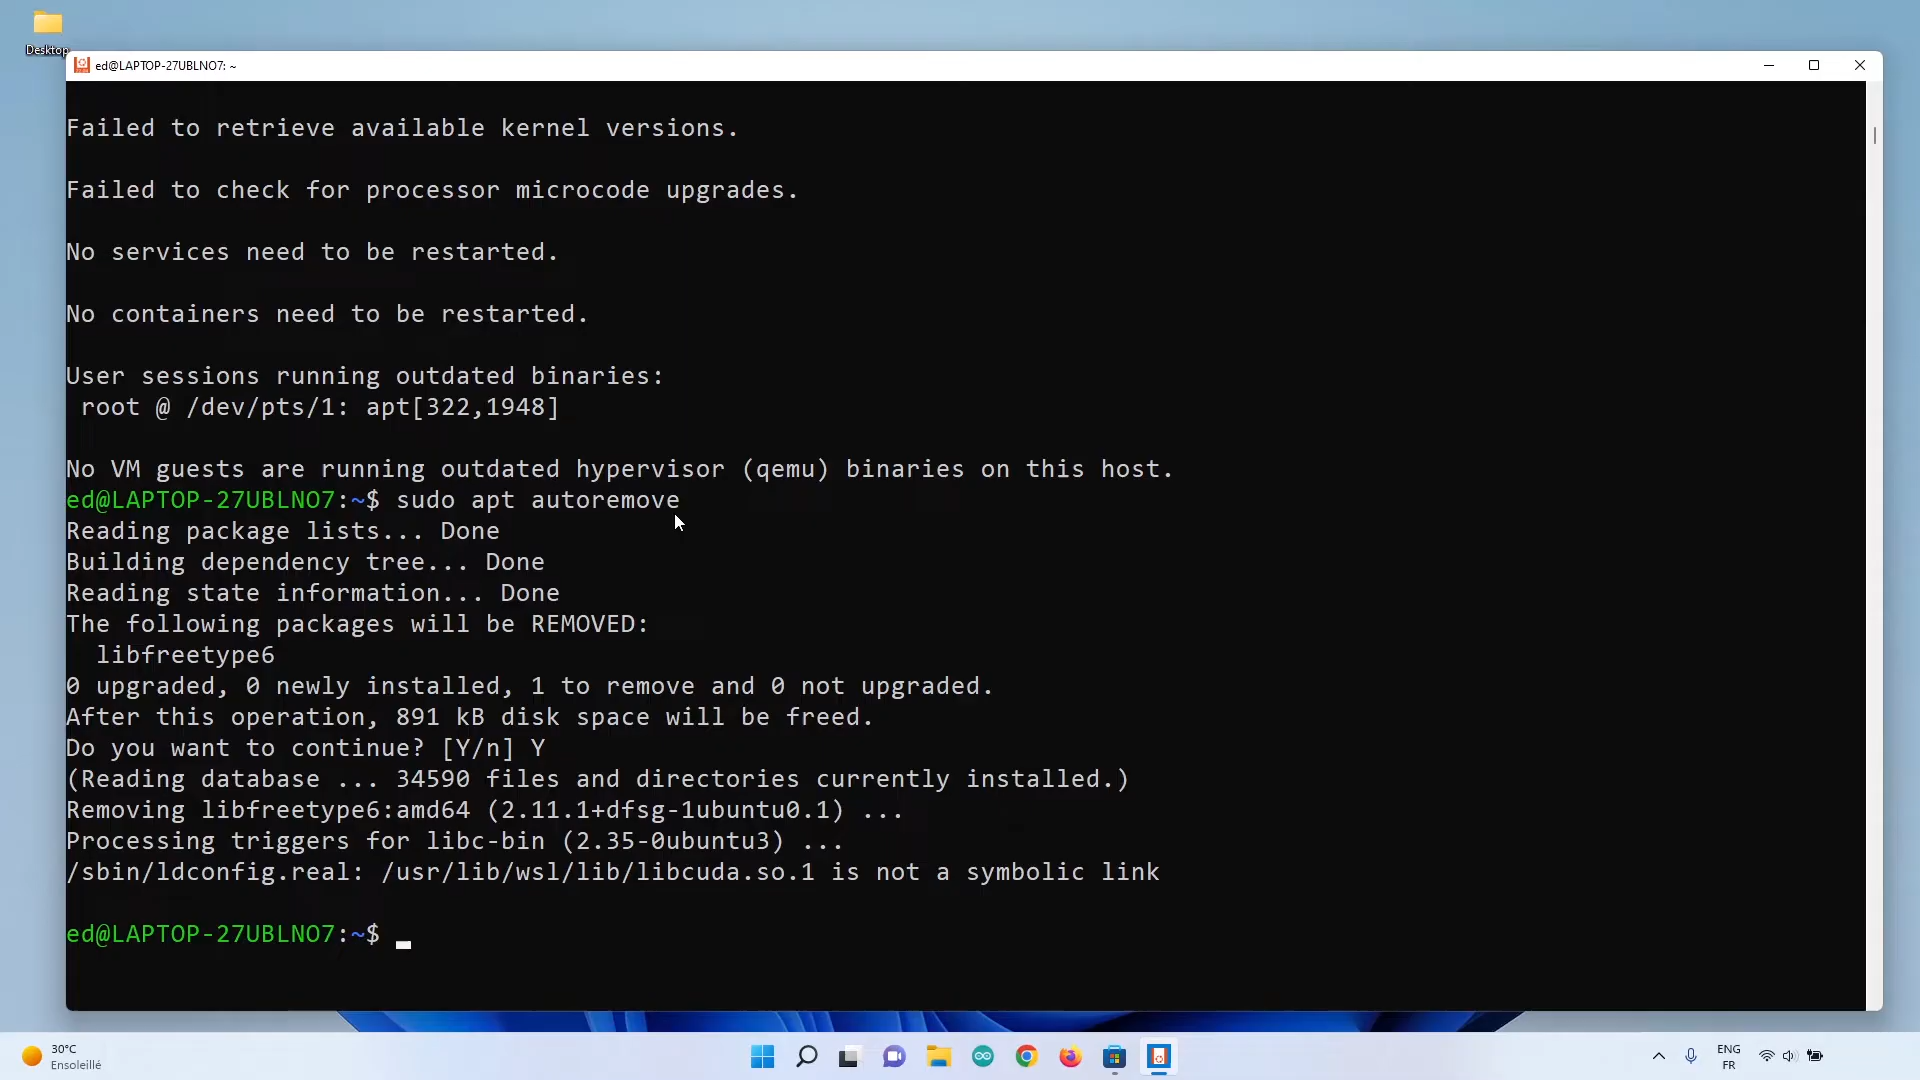 Desktop
ed@LAPTOP-27UBLNO7: ~
Failed to retrieve available kernel versions.
Failed to check for processor microcode upgrades.
No services need to be restarted.
No containers need to be restarted.
User sessions running outdated binaries:
root @ /dev/pts/1: apt[322,1948]
No VM guests are running outdated hypervisor (qemu) binaries on this host.
ed@LAPTOP-27UBLNO7:~$ sudo apt autoremove
Reading package lists... Done
Building dependency tree... Done
Reading state information... Done
The following packages will be REMOVED:
libfreetype6
0 upgraded, 0 newly installed, 1 to remove and 0 not upgraded.
After this operation, 891 kB disk space will be freed.
Do you want to continue? [Y/n] Y
(Reading database ... 34590 files and directories currently installed.)
Removing libfreetype6:amd64 (2.11.1+dfsg-1ubuntu0.1) ...
Processing triggers for libc-bin (2.35-0ubuntu3) ...
/sbin/ldconfig.real: /usr/lib/wsl/lib/libcuda.so.1 is not a symbolic link
ed@LAPTOP-27UBLNO7:~$
30°C
Ensoleillé
ENG
FR